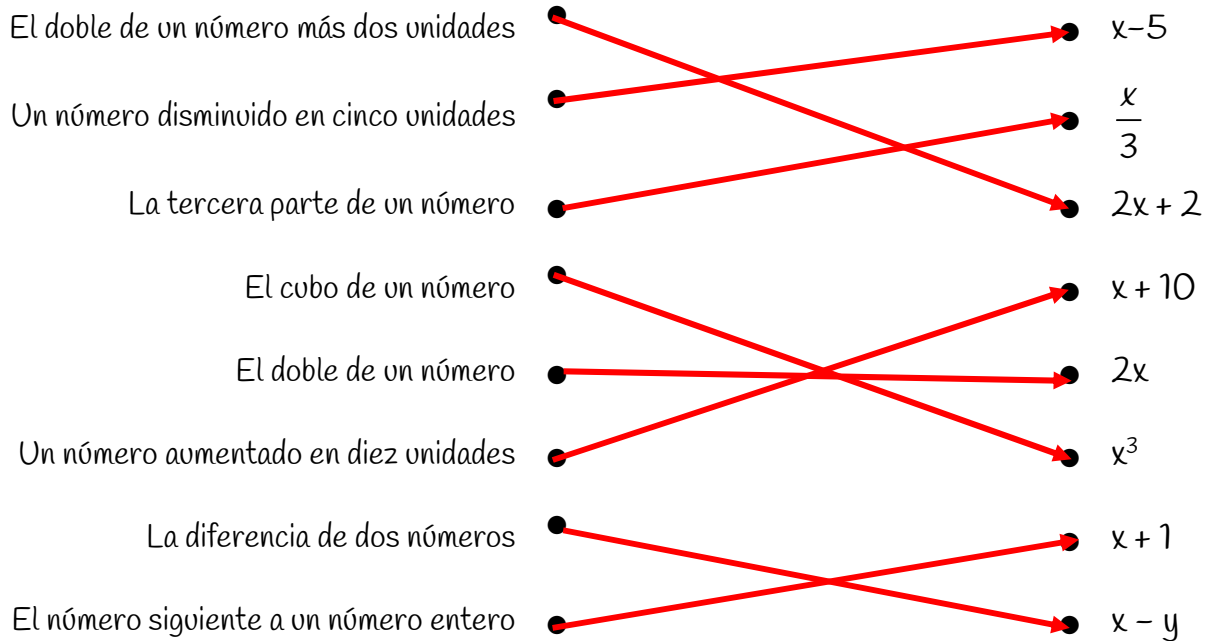 El doble de un número más dos unidades
x–5
Un número disminuido en cinco unidades
x
3
La tercera parte de un número
2x + 2
El cubo de un número
x + 10
El doble de un número
2x
Un número aumentado en diez unidades
x³
La diferencia de dos números
x + 1
El número siguiente a un número entero
x – y